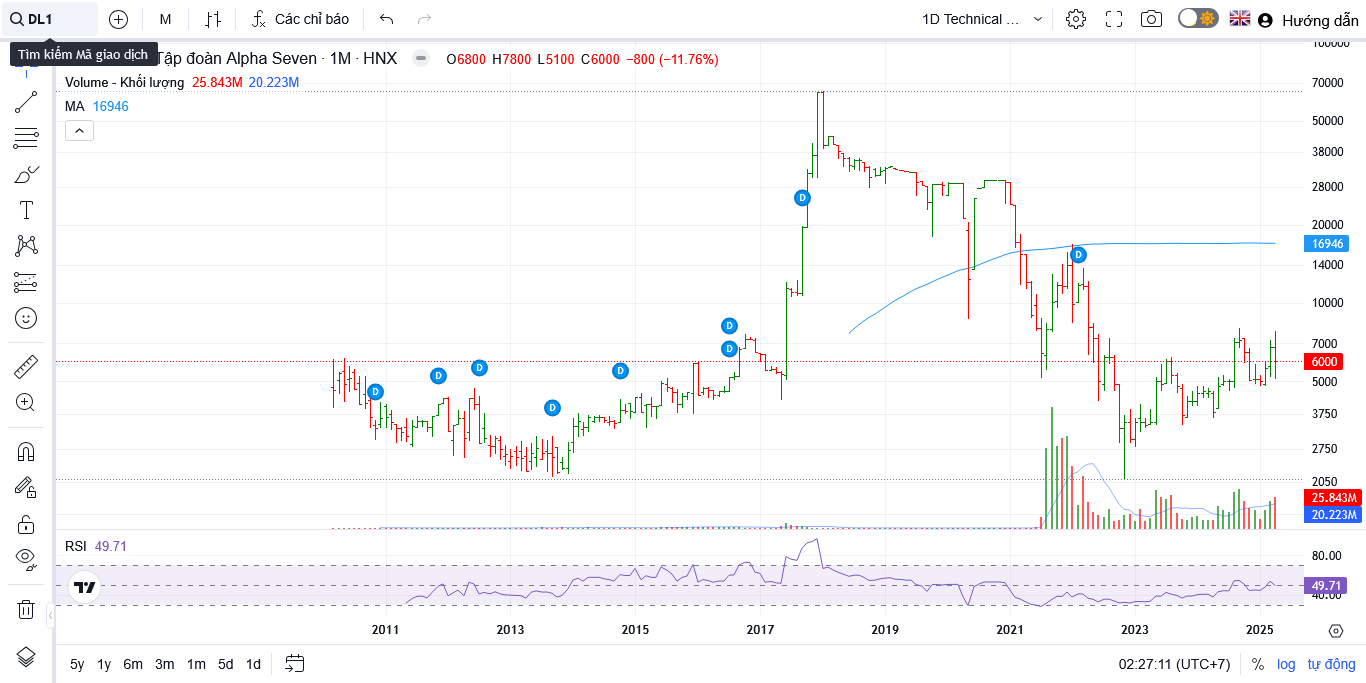 DL1
M
Các chỉ báo
1D Technical ...
Hướng dẫn
Tìm kiếm Mã giao dịch
Tập đoàn Alpha Seven · 1M · HNX
O6800 H7800 L5100 C6000 −800 (−11.76%)
Volume - Khối lượng 25.843M 20.223M
MA 16946
D
D
D
D
D
D
D
D
D
100000
70000
50000
38000
28000
20000
16946
14000
10000
7000
6000
5000
3750
2750
2050
25.843M
20.223M
RSI 49.71
80.00
49.71
40.00
2011 2013 2015 2017 2019 2021 2023 2025
5y 1y 6m 3m 1m 5d 1d
02:27:11 (UTC+7) % log tự động